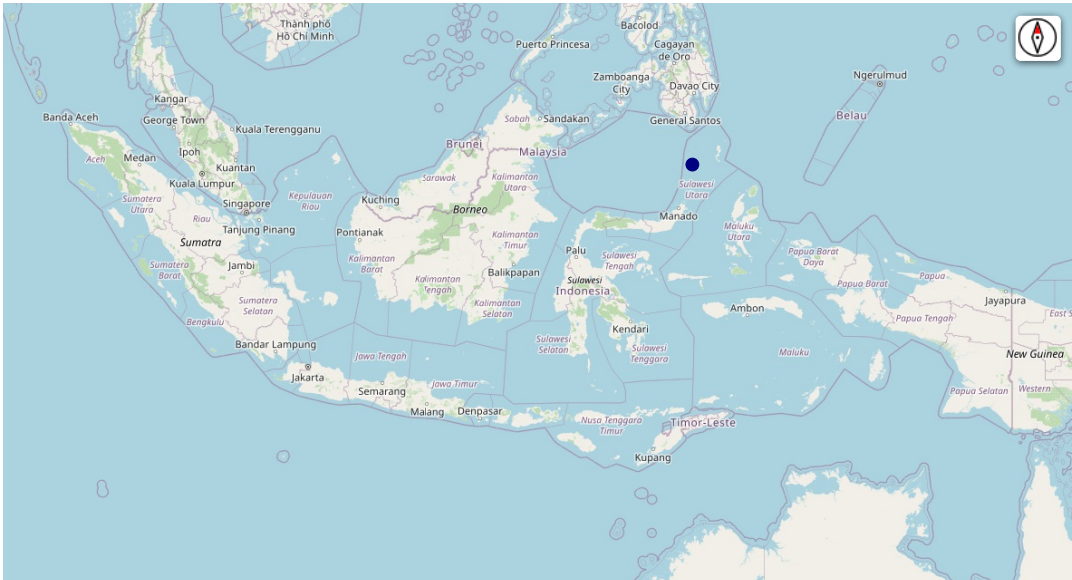 Thành phố
Hồ Chí Minh
Bacolod
Puerto Princesa
Cagayan
de Oro
Zamboanga
City
Davao City
Ngerulmud
Kangar
Banda Aceh
George Town
Kuala Terengganu
General Santos
Belau
Sabah
Sandakan
Ipoh
Brunei
Malaysia
Aceh
Medan
Kuantan
Kuala Lumpur
Sarawak
Kalimantan
Utara
Sulawesi
Utara
Sumatera
Utara
Kepulauan
Riau
Singapore
Kuching
Borneo
Manado
Riau
Tanjung Pinang
Pontianak
Maluku
Utara
Sumatra
Kalimantan
Timur
Palu
Sulawesi
Tengah
Papua Barat
Daya
Sumatera
Barat
Jambi
Kalimantan
Barat
Balikpapan
Sulawesi
Indonesia
Papua
Papua Barat
Kalimantan
Tengah
Jayapura
Sumatera
Selatan
Kalimantan
Selatan
Ambon
Papua Tengah
East S
Bengkulu
Kendari
Bandar Lampung
Sulawesi
Selatan
Sulawesi
Tenggara
Maluku
New Guinea
Jawa Tengah
Jakarta
Semarang
Jawa Timur
Papua Selatan
Western
Malang
Denpasar
Nusa Tenggara
Timur
Timor-Leste
Kupang